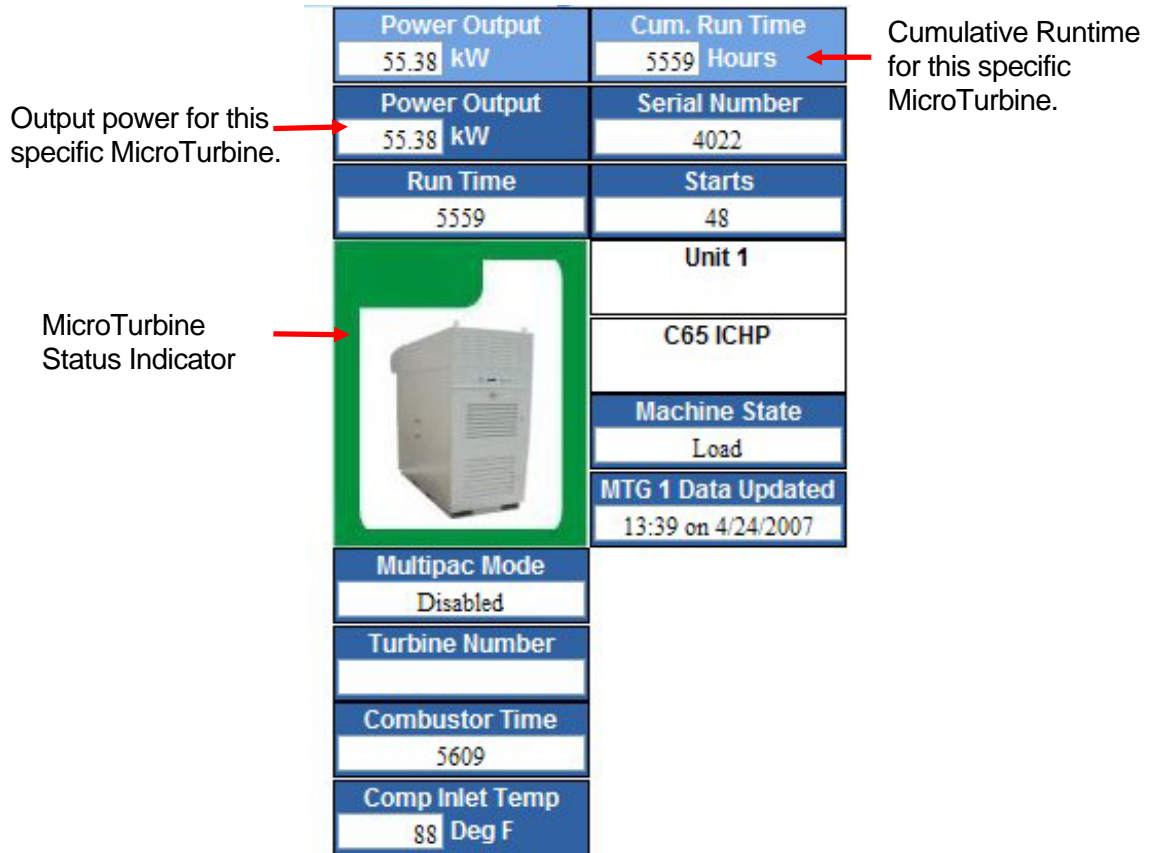 Power Output
55.38 kW
Cum. Run Time
5559 Hours
Cumulative Runtime
for this specific
MicroTurbine.
Output power for this
specific MicroTurbine.
Power Output
55.38 kW
Serial Number
4022
Run Time
5559
Starts
48
MicroTurbine
Status Indicator
Unit 1
C65 ICHP
Machine State
Load
MTG 1 Data Updated
13:39 on 4/24/2007
Multipac Mode
Disabled
Turbine Number
Combustor Time
5609
Comp Inlet Temp
88 Deg F